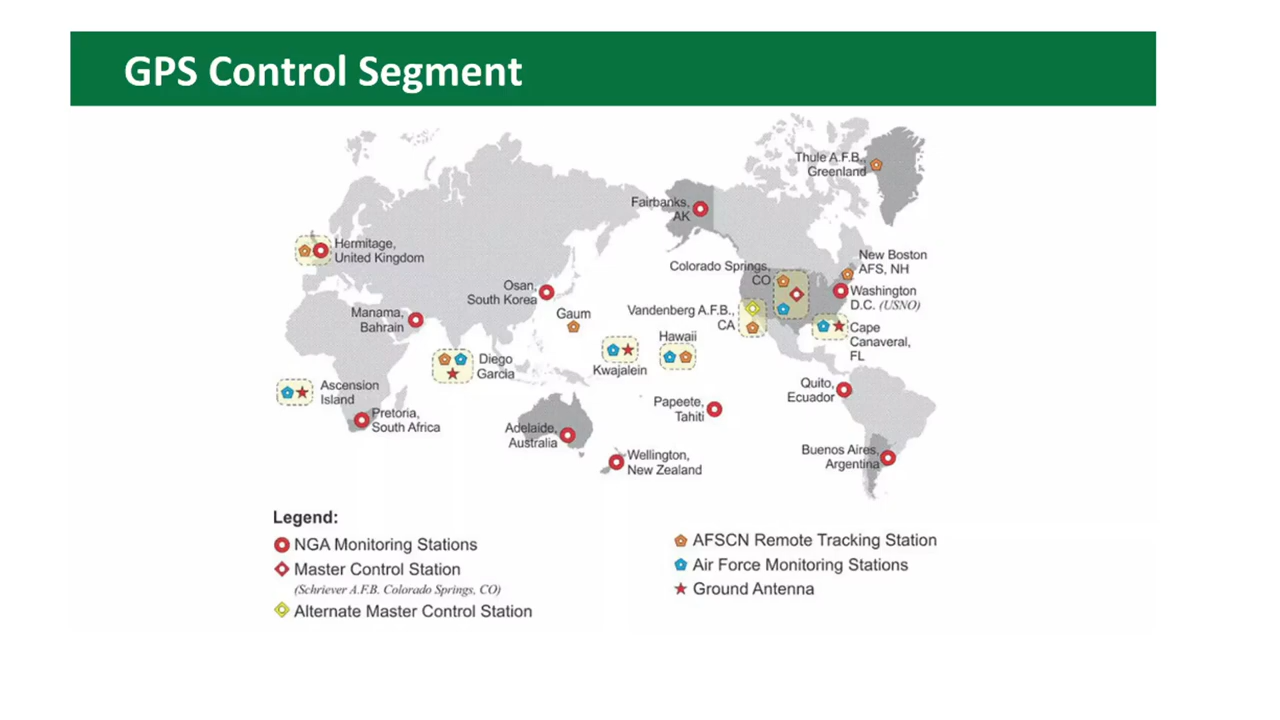 GPS Control Segment
Thule A.F.B.,
Greenland
Fairbanks,
AK
Hermitage,
United Kingdom
New Boston
AFS, NH
Colorado Springs,
CO
Osan,
South Korea
Washington
D.C. (USNO)
Manama,
Bahrain
Gaum
Vandenberg A.F.B.,
CA
Cape
Canaveral,
FL
Hawaii
Diego
Garcia
Kwajalein
Ascension
Island
Quito,
Ecuador
Papeete,
Tahiti
Pretoria,
South Africa
Adelaide,
Australia
Wellington,
New Zealand
Buenos Aires,
Argentina
Legend:
NGA Monitoring Stations
Master Control Station
(Schriever A.F.B. Colorado Springs, CO)
Alternate Master Control Station
AFSCN Remote Tracking Station
Air Force Monitoring Stations
Ground Antenna